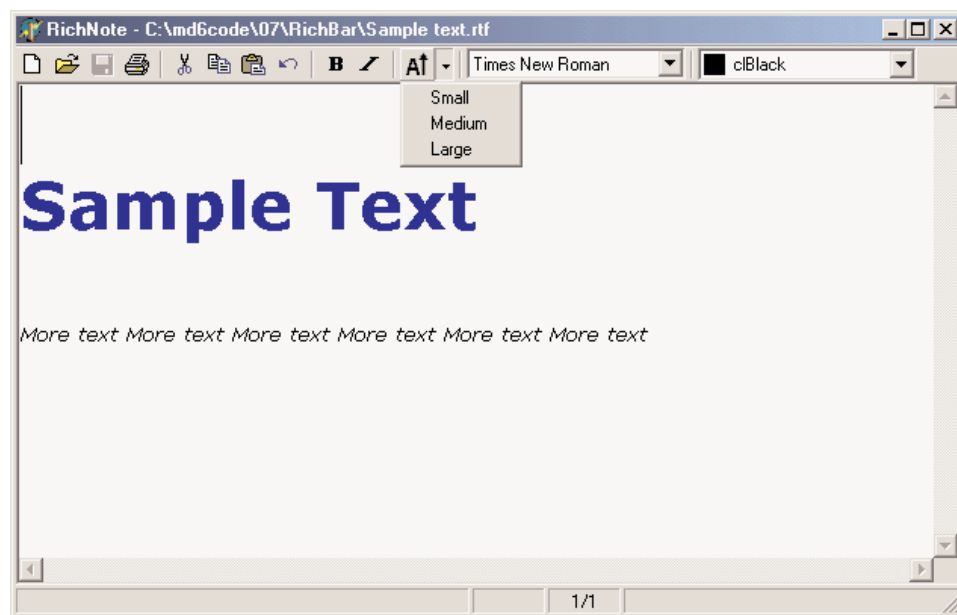 RichNote - C:\md6code\07\RichBar\Sample text.rtf
B I A Times New Roman clBlack
Small
Medium
Large
Sample Text
More text More text More text More text More text More text
1/1